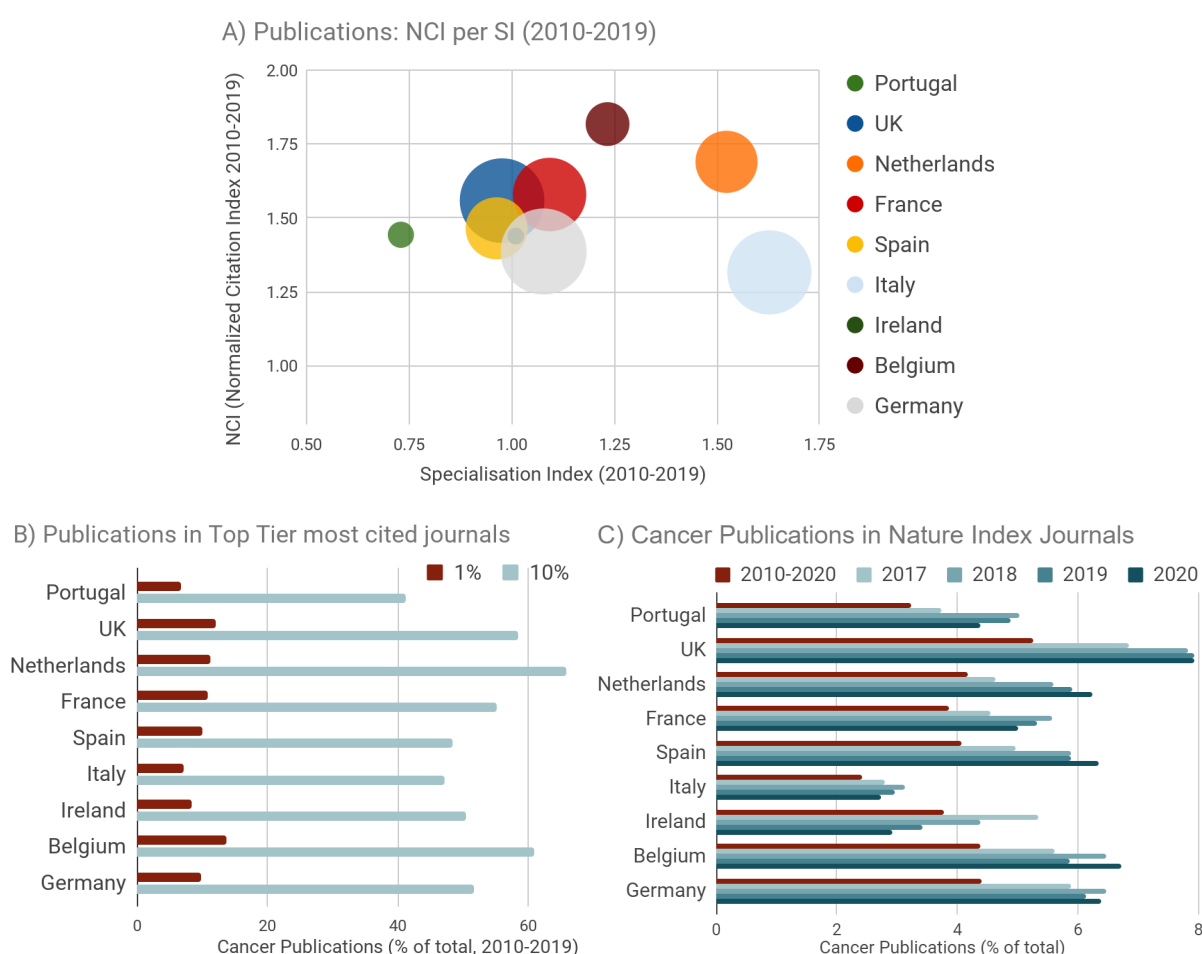 A) Publications: NCI per SI (2010-2019)
NCI (Normalized Citation Index 2010-2019)
2.00
1.75
1.50
1.25
1.00
0.50 0.75 1.00 1.25 1.50 1.75
Specialisation Index (2010-2019)
Portugal
UK
Netherlands
France
Spain
Italy
Ireland
Belgium
Germany
B) Publications in Top Tier most cited journals
1% 10%
Portugal
UK
Netherlands
France
Spain
Italy
Ireland
Belgium
Germany
0 20 40 60
Cancer Publications (% of total, 2010-2019)
C) Cancer Publications in Nature Index Journals
2010-2020 2017 2018 2019 2020
Portugal
UK
Netherlands
France
Spain
Italy
Ireland
Belgium
Germany
0 2 4 6 8
Cancer Publications (% of total)